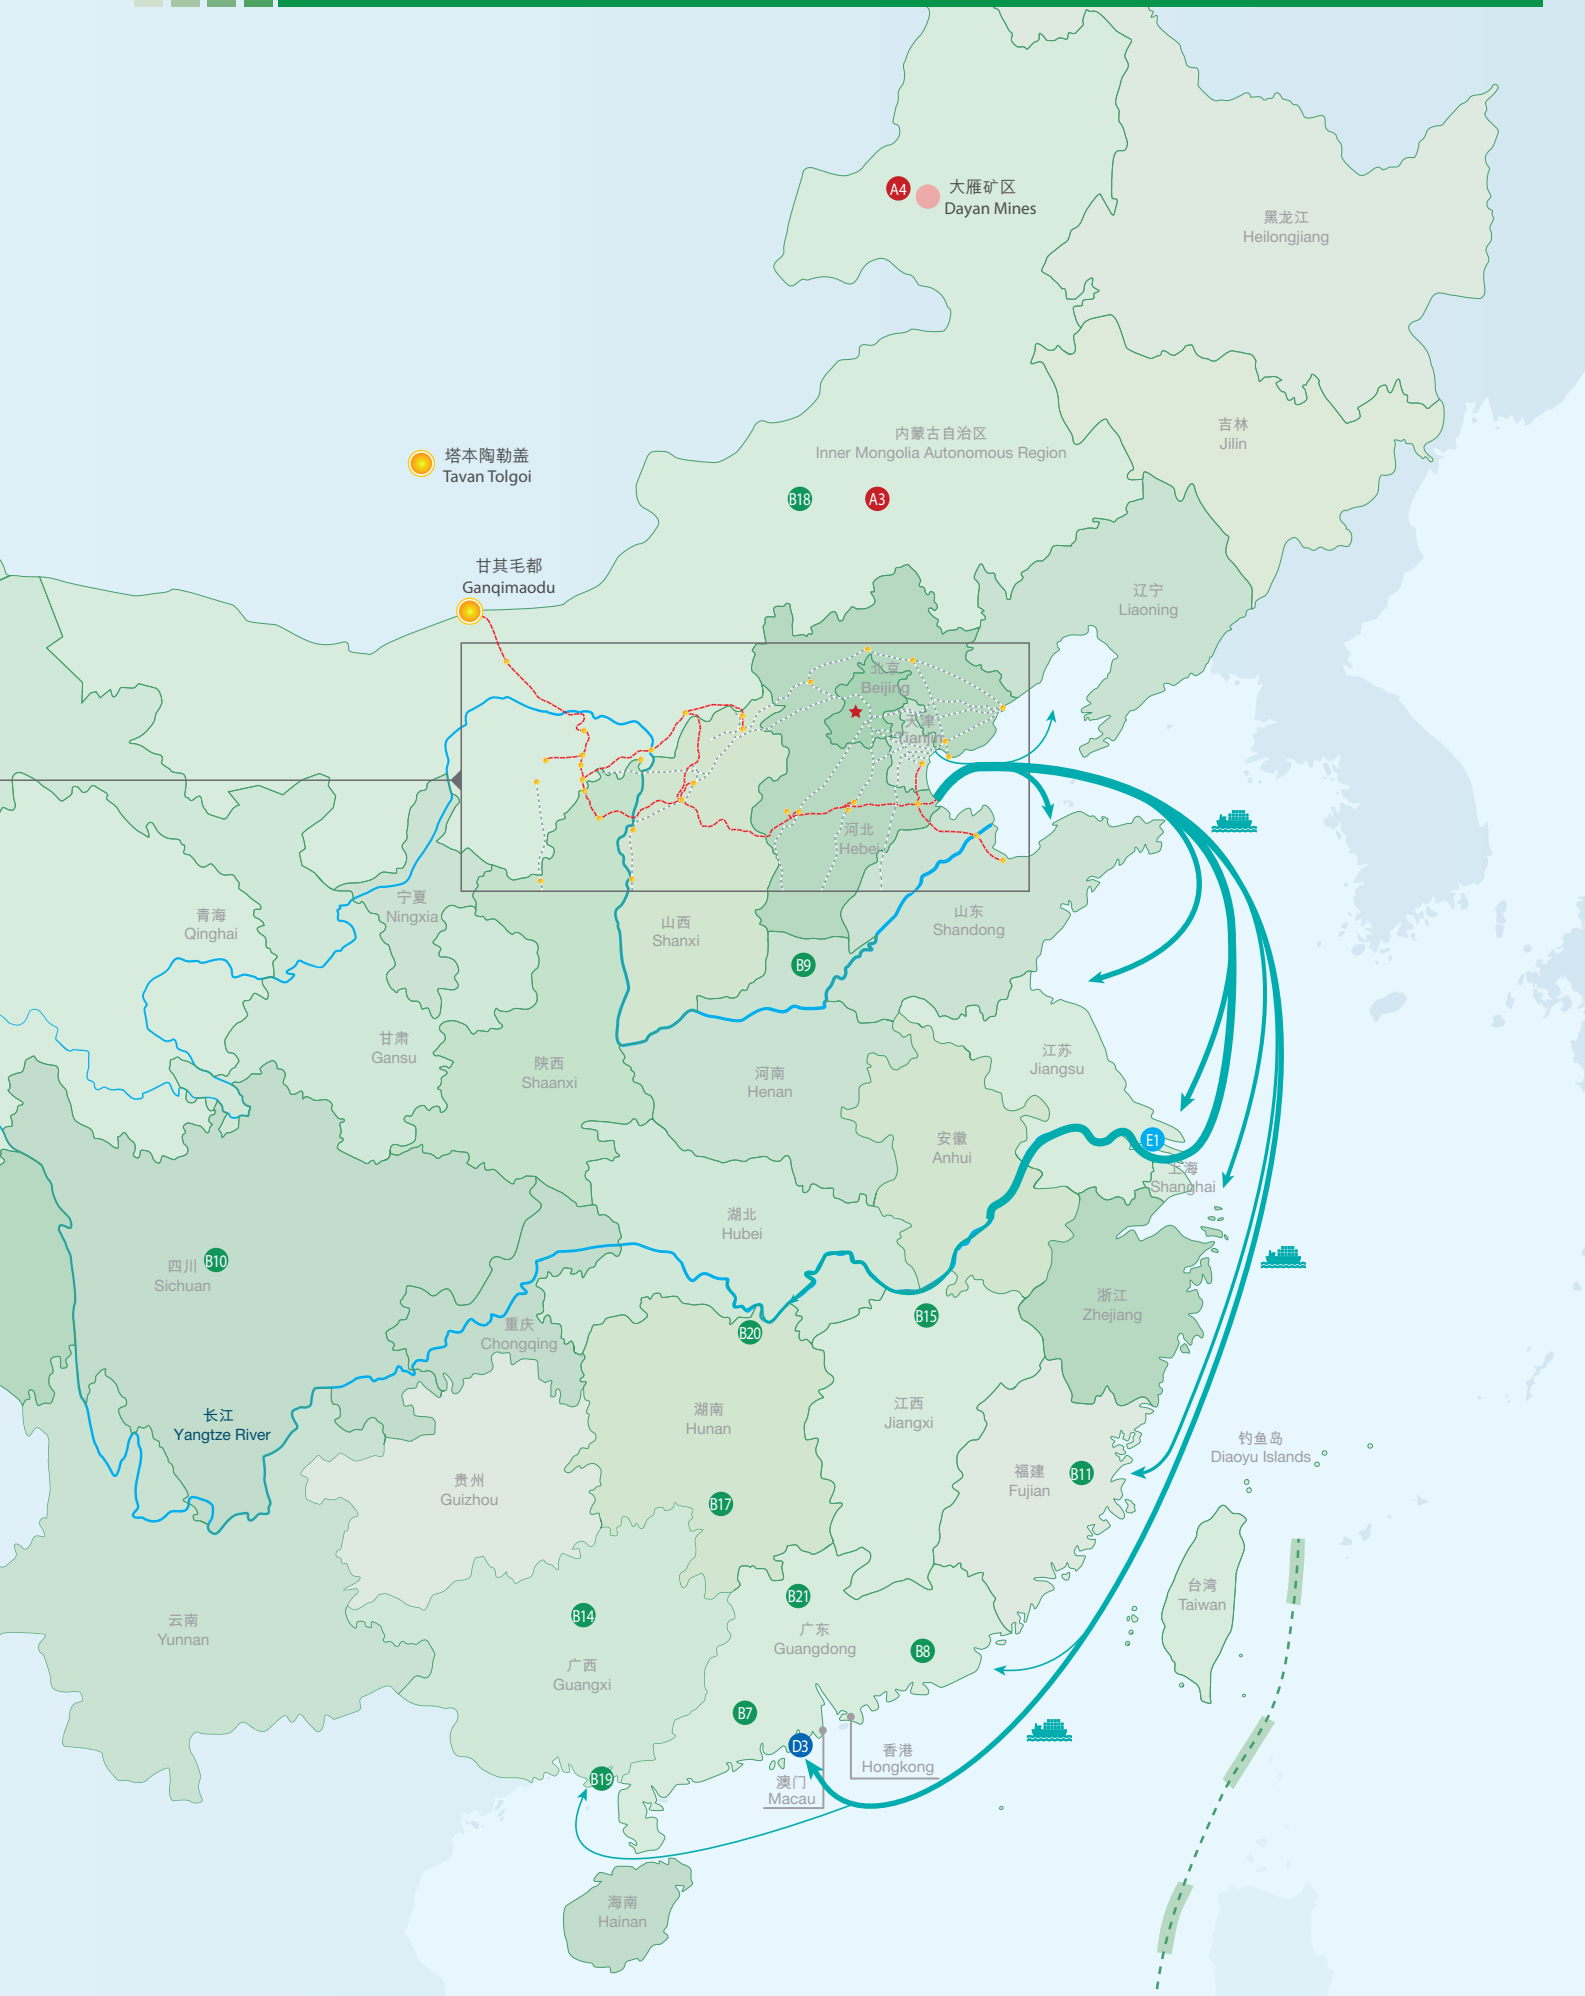 A4
大雁矿区
Dayan Mines
黑龙江
Heilongjiang
吉林
Jilin
内蒙古自治区
Inner Mongolia Autonomous Region
塔本陶勒盖
Tavan Tolgoi
B18
A3
甘其毛都
Ganqimaodu
辽宁
Liaoning
北京
Beijing
天津
Tianjin
河北
Hebei
宁夏
Ningxia
青海
Qinghai
山西
Shanxi
山东
Shandong
B9
甘肃
Gansu
陕西
Shaanxi
河南
Henan
江苏
Jiangsu
安徽
Anhui
E1
上海
Shanghai
湖北
Hubei
四川
Sichuan
B10
浙江
Zhejiang
B15
B20
重庆
Chongqing
长江
Yangtze River
湖南
Hunan
江西
Jiangxi
钓鱼岛
Diaoyu Islands
贵州
Guizhou
福建
Fujian
B11
B17
台湾
Taiwan
B21
B14
云南
Yunnan
广东
Guangdong
B8
广西
Guangxi
B7
D3
香港
Hongkong
B19
澳门
Macau
海南
Hainan